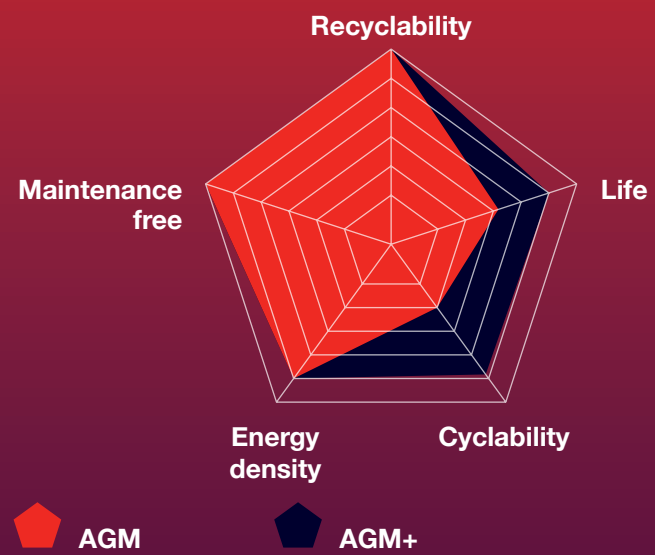 Recyclability
Maintenance
free
Life
Energy
density
Cyclability
AGM
AGM+